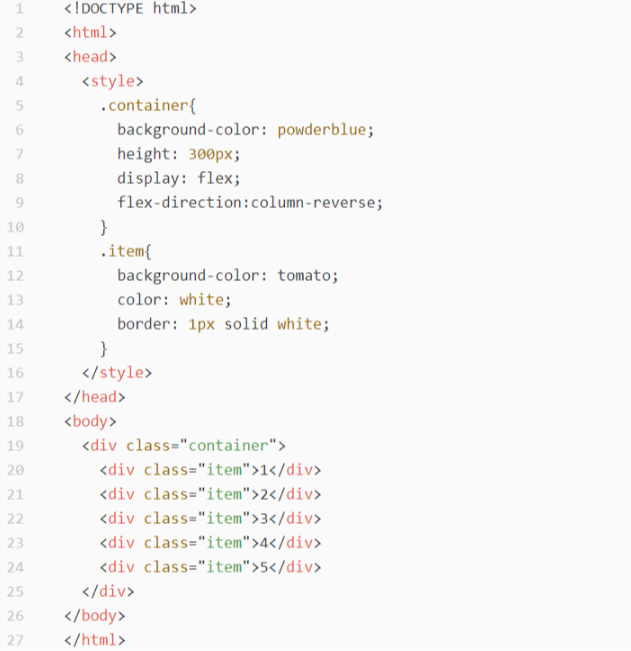 1 <!DOCTYPE html>
2 <html>
3 <head>
4 <style>
5 .container{
6 background-color: powderblue;
7 height: 300px;
8 display: flex;
9 flex-direction:column-reverse;
10 }
11 .item{
12 background-color: tomato;
13 color: white;
14 border: 1px solid white;
15 }
16 </style>
17 </head>
18 <body>
19 <div class="container">
20 <div class="item">1</div>
21 <div class="item">2</div>
22 <div class="item">3</div>
23 <div class="item">4</div>
24 <div class="item">5</div>
25 </div>
26 </body>
27 </html>